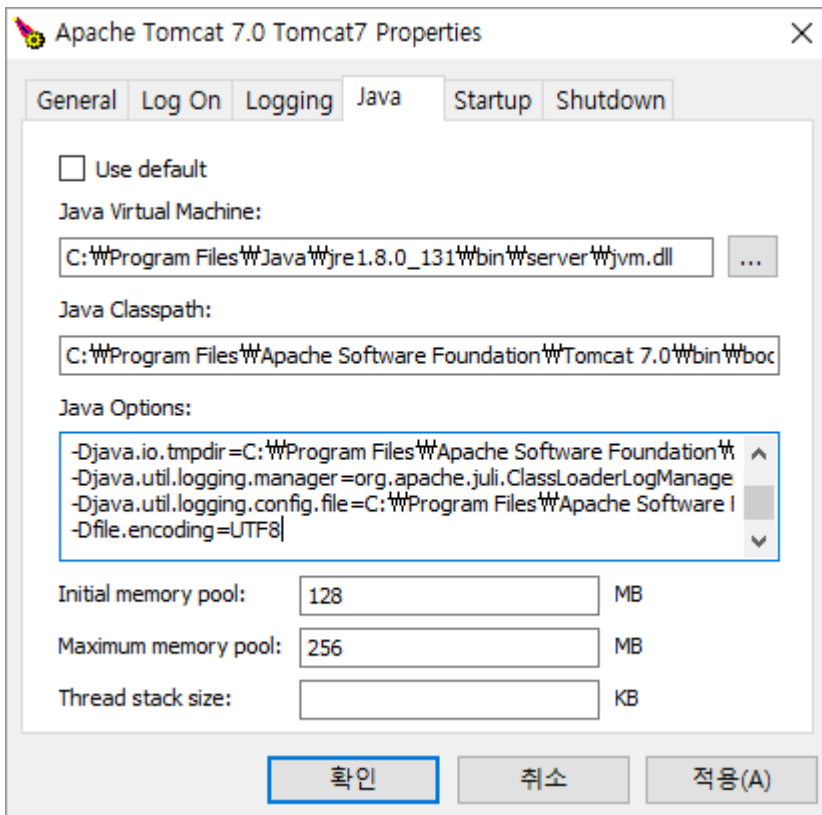 Apache Tomcat 7.0 Tomcat7 Properties
General Log On Logging Java Startup Shutdown
Use default
Java Virtual Machine:
C:₩Program Files₩Java₩jre1.8.0_131₩bin₩server₩jvm.dll ...
Java Classpath:
C:₩Program Files₩Apache Software Foundation₩Tomcat 7.0₩bin₩boo
Java Options:
-Djava.io.tmpdir=C:₩Program Files₩Apache Software Foundation₩
-Djava.util.logging.manager=org.apache.juli.ClassLoaderLogManage
-Djava.util.logging.config.file=C:₩Program Files₩Apache Software F
-Dfile.encoding=UTF8
Initial memory pool: 128 MB
Maximum memory pool: 256 MB
Thread stack size: KB
확인 취소 적용(A)